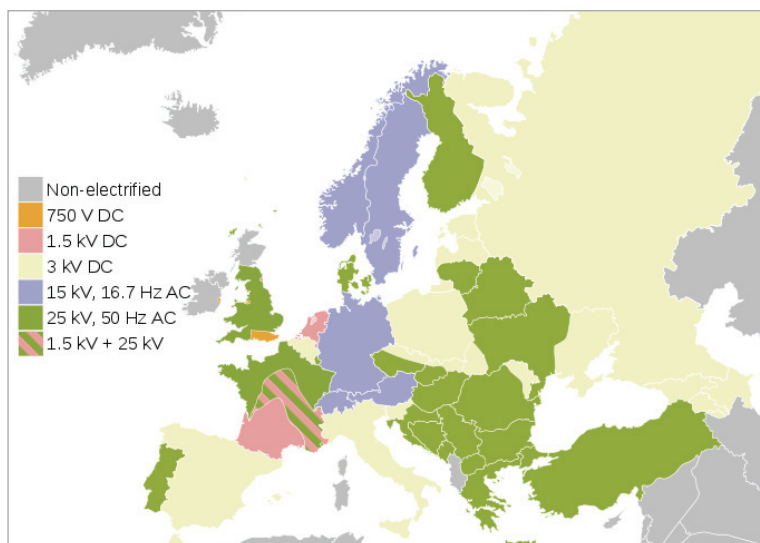 Non-electrified
750 V DC
1.5 kV DC
3 kV DC
15 kV, 16.7 Hz AC
25 kV, 50 Hz AC
1.5 kV + 25 kV